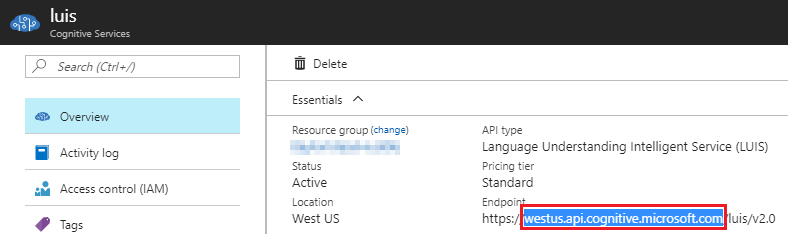 luis
Cognitive Services
Search (Ctrl+/)
Overview
Activity log
Access control (IAM)
Tags
Delete
Essentials
Resource group (change)
Status
Active
Location
West US
API type
Language Understanding Intelligent Service (LUIS)
Pricing tier
Standard
Endpoint
https://westus.api.cognitive.microsoft.com/luis/v2.0